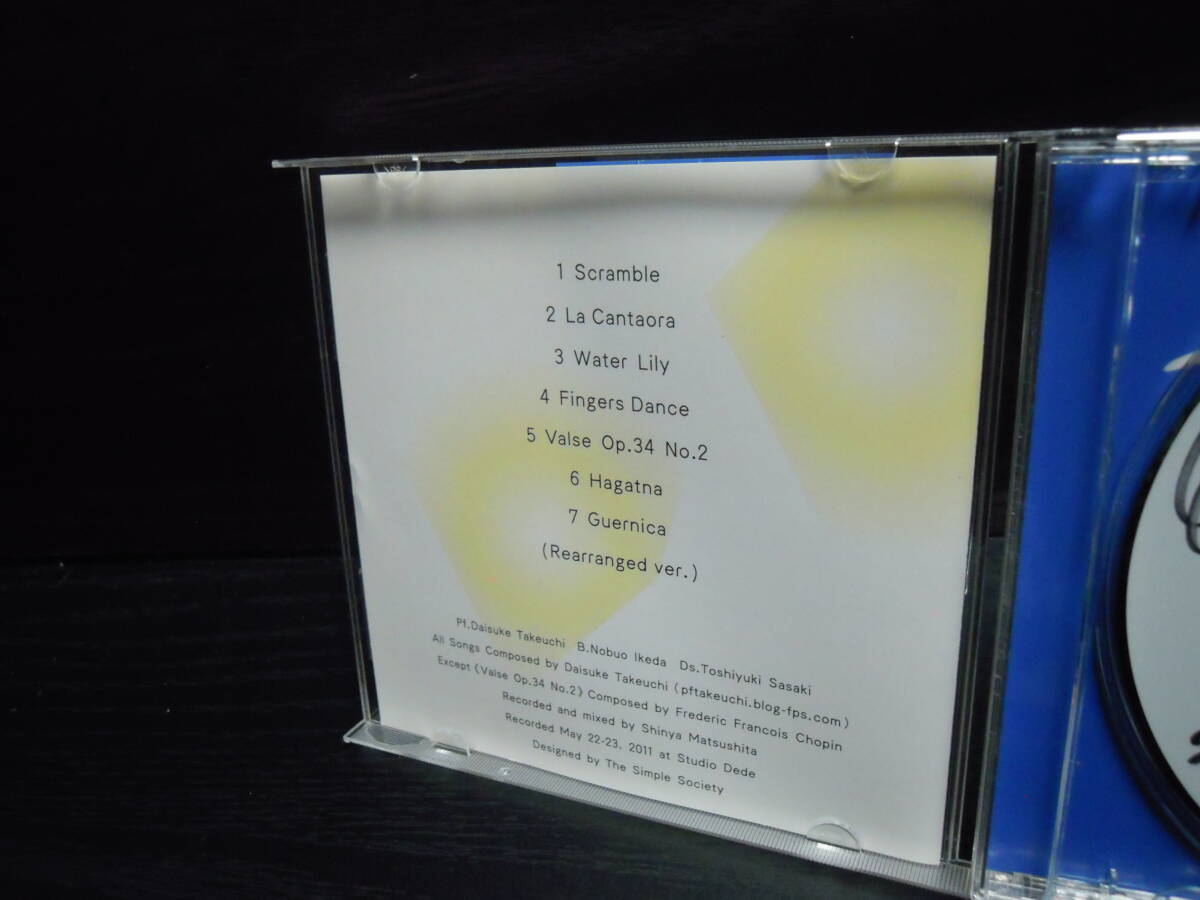 1 Scramble
2 La Cantaora
3 Water Lily
4 Fingers Dance
5 Valse Op.34 No.2
6 Hagatna
7 Guernica
(Rearranged ver.)
Pf.Daisuke Takeuchi B.Nobuo Ikeda Ds.Toshiyuki Sasaki
All Songs Composed by Daisuke Takeuchi (pftakeuchi.blog-fps.com)
Except《Valse Op.34 No.2》Composed by Frederic Francois Chopin
Recorded and mixed by Shinya Matsushita
Recorded May 22-23, 2011 at Studio Dede
Designed by The Simple Society